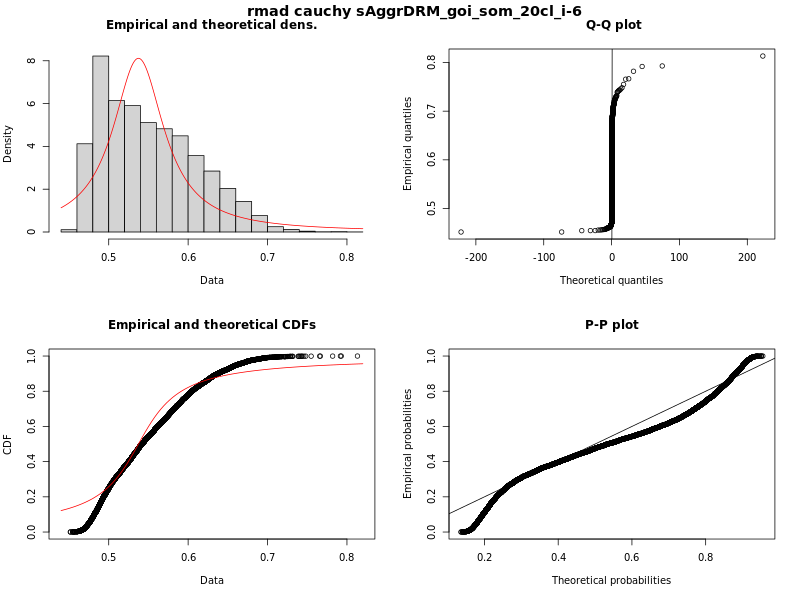 rmad cauchy sAggrDRM_goi_som_20cl_i-6
Empirical and theoretical dens.
Density
0 2 4 6 8
0.5 0.6 0.7 0.8
Data
Q-Q plot
Empirical quantiles
0.5 0.6 0.7 0.8
-200 -100 0 100 200
Theoretical quantiles
Empirical and theoretical CDFs
CDF
0.0 0.2 0.4 0.6 0.8 1.0
0.5 0.6 0.7 0.8
Data
P-P plot
Empirical probabilities
0.0 0.2 0.4 0.6 0.8 1.0
0.2 0.4 0.6 0.8
Theoretical probabilities